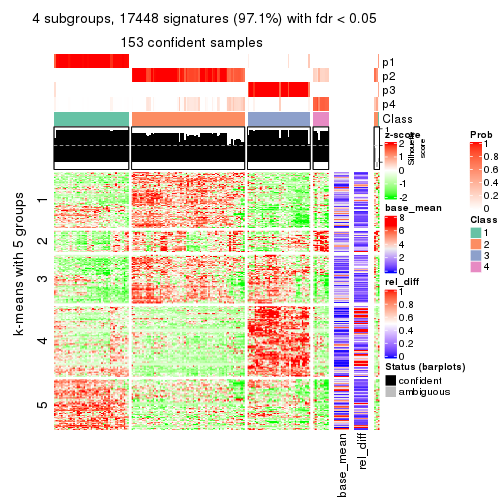 4 subgroups, 17448 signatures (97.1%) with fdr < 0.05
153 confident samples
p1
p2
p3
p4
Class
1
Silhouette
score
k-means with 5 groups
1
2
3
4
5
base_mean
rel_diff
z-score
2
1
0
-1
-2
base_mean
8
6
4
2
0
rel_diff
1
0.8
0.6
0.4
0.2
0
Status (barplots)
confident
ambiguous
Prob
1
0.8
0.6
0.4
0.2
0
Class
1
2
3
4